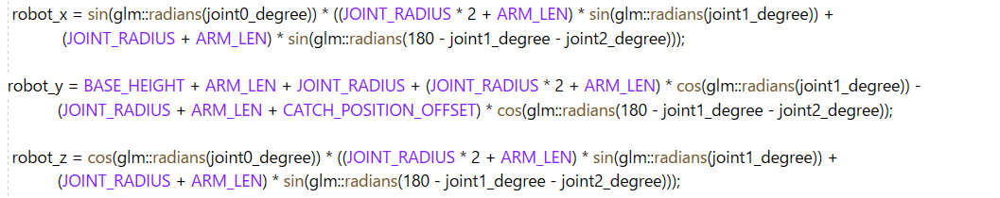 robot_x = sin(glm::radians(joint0_degree)) * ((JOINT_RADIUS * 2 + ARM_LEN) * sin(glm::radians(joint1_degree)) +
(JOINT_RADIUS + ARM_LEN) * sin(glm::radians(180 - joint1_degree - joint2_degree)));
robot_y = BASE_HEIGHT + ARM_LEN + JOINT_RADIUS + (JOINT_RADIUS * 2 + ARM_LEN) * cos(glm::radians(joint1_degree)) -
(JOINT_RADIUS + ARM_LEN + CATCH_POSITION_OFFSET) * cos(glm::radians(180 - joint1_degree - joint2_degree));
robot_z = cos(glm::radians(joint0_degree)) * ((JOINT_RADIUS * 2 + ARM_LEN) * sin(glm::radians(joint1_degree)) +
(JOINT_RADIUS + ARM_LEN) * sin(glm::radians(180 - joint1_degree - joint2_degree)));